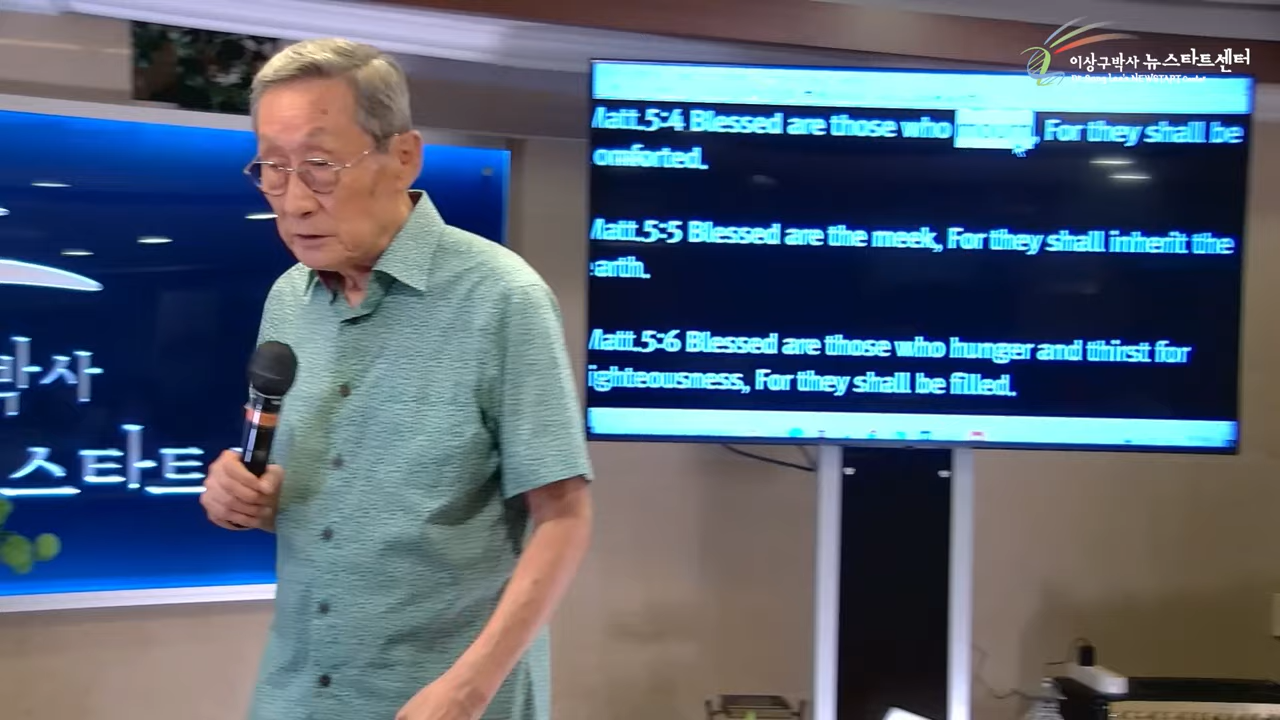 이상구박사 뉴스타트센터
Matt.5:4 Blessed are those who mourn, For they shall be
comforted.
Matt.5:5 Blessed are the meek, For they shall inherit the
earth.
Matt.5:6 Blessed are those who hunger and thirst for
righteousness, For they shall be filled.
박사
스타트